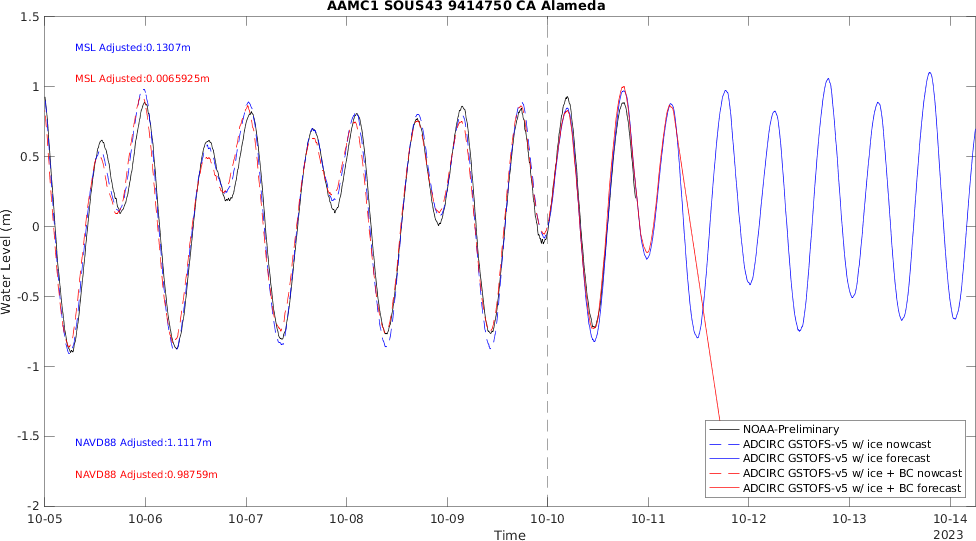 AAMC1 SOUS43 9414750 CA Alameda
MSL Adjusted:0.1307m
MSL Adjusted:0.0065925m
NAVD88 Adjusted:1.1117m
NAVD88 Adjusted:0.98759m
Water Level (m)
1.5
1
0.5
0
-0.5
-1
-1.5
-2
NOAA-Preliminary
ADCIRC GSTOFS-v5 w/ ice nowcast
ADCIRC GSTOFS-v5 w/ ice forecast
ADCIRC GSTOFS-v5 w/ ice + BC nowcast
ADCIRC GSTOFS-v5 w/ ice + BC forecast
10-05 10-06 10-07 10-08 10-09 10-10 10-11 10-12 10-13 10-14
Time
2023